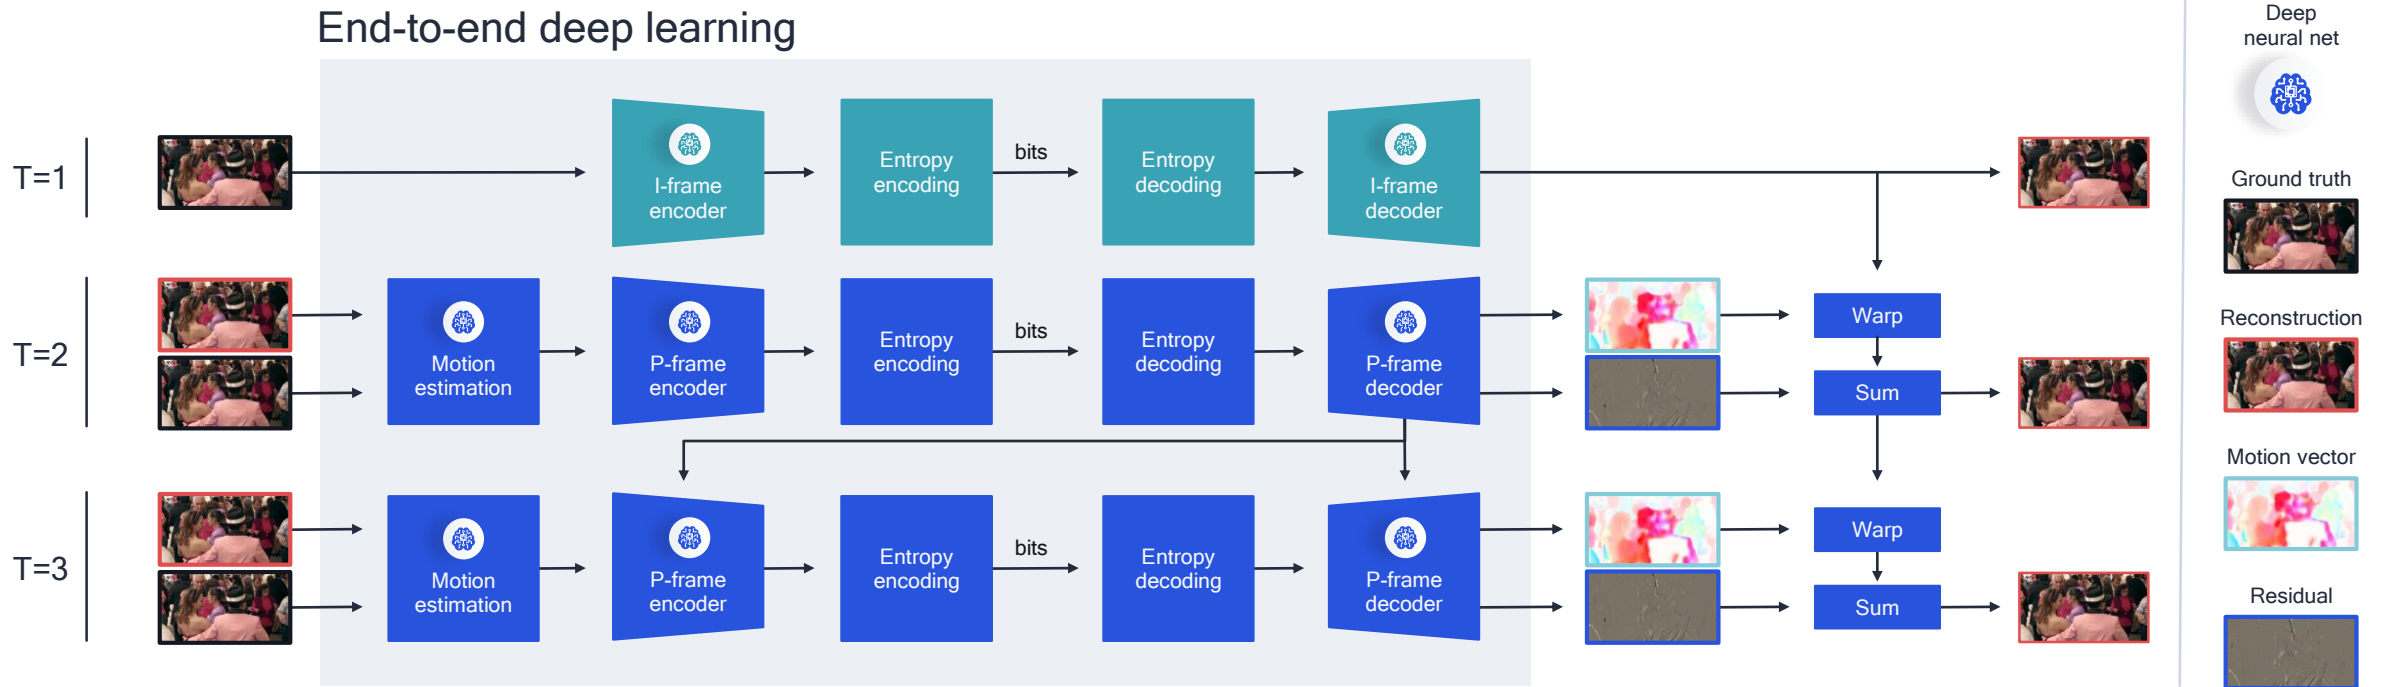 End-to-end deep learning
T=1
I-frame
encoder
Entropy
encoding
bits
Entropy
decoding
I-frame
decoder
T=2
Motion
estimation
P-frame
encoder
Entropy
encoding
bits
Entropy
decoding
P-frame
decoder
Warp
Sum
T=3
Motion
estimation
P-frame
encoder
Entropy
encoding
bits
Entropy
decoding
P-frame
decoder
Warp
Sum
Deep
neural net
Ground truth
Reconstruction
Motion vector
Residual